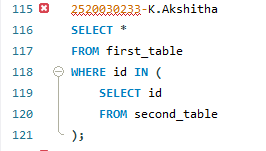 115 2520030233-K.Akshitha
116 SELECT *
117 FROM first_table
118 WHERE id IN (
119 SELECT id
120 FROM second_table
121 );